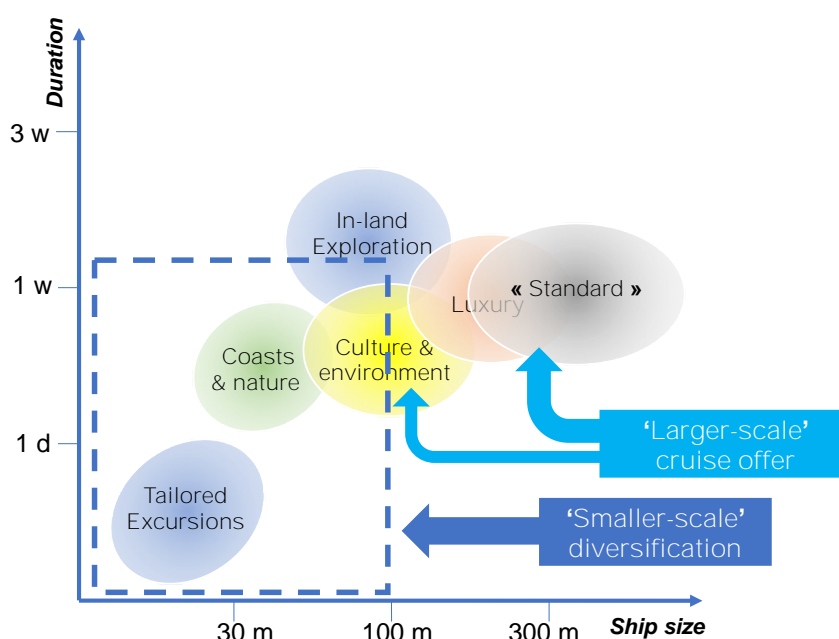 Duration
3 w
In-land
Exploration
1 w
« Standard »
Luxury
Culture &
environment
Coasts
& nature
1 d
'Larger-scale'
cruise offer
Tailored
Excursions
'Smaller-scale'
diversification
30 m
100 m
300 m
Ship size